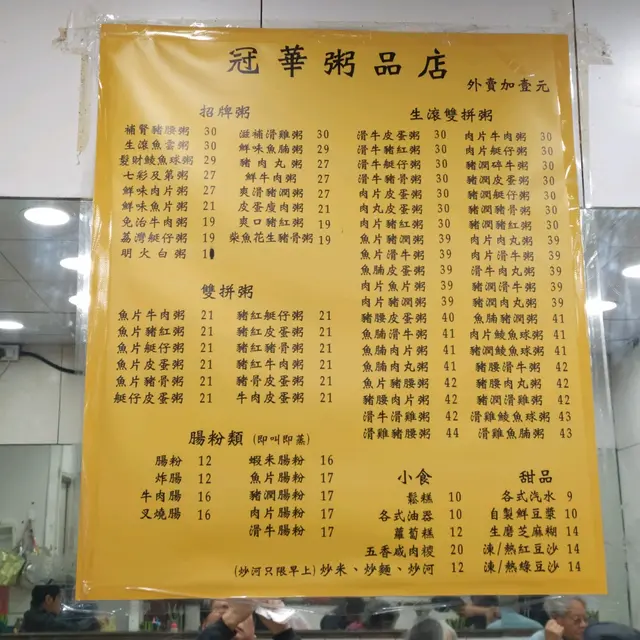 冠華粥品店
外賣加壹元
招牌粥
補腎豬腰粥 30
生滾魚雲粥 30
髮財鯪魚球粥 29
七彩及第粥 27
鮮味肉片粥 27
鮮味魚片粥 21
免治牛肉粥 19
荔灣艇仔粥 19
明火白粥 1
滋補滑雞粥 30
鮮味魚腩粥 29
豬肉丸粥 27
鮮牛肉粥 27
爽滑豬潤粥 27
皮蛋瘦肉粥 21
爽口豬紅粥 19
柴魚花生豬骨粥 19
雙拼粥
魚片牛肉粥 21
魚片豬紅粥 21
魚片艇仔粥 21
魚片皮蛋粥 21
魚片豬骨粥 21
艇仔皮蛋粥 21
豬紅艇仔粥 21
豬紅皮蛋粥 21
豬紅豬骨粥 21
豬紅牛肉粥 21
豬骨皮蛋粥 21
牛肉皮蛋粥 21
生滾雙拼粥
滑牛皮蛋粥 30
滑牛豬紅粥 30
滑牛艇仔粥 30
滑牛豬骨粥 30
肉片皮蛋粥 30
肉丸皮蛋粥 30
肉片豬紅粥 30
魚片豬潤粥 39
魚片滑牛粥 39
魚腩皮蛋粥 39
肉片魚片粥 39
肉片豬潤粥 39
豬腰皮蛋粥 40
魚腩滑牛粥 41
魚腩肉片粥 41
魚腩肉丸粥 41
魚片豬腰粥 42
豬腰肉片粥 42
滑牛滑雞粥 42
滑雞豬腰粥 44
肉片牛肉粥 30
肉片艇仔粥 30
豬潤碎牛粥 30
豬潤皮蛋粥 30
豬潤艇仔粥 30
豬潤豬骨粥 30
豬潤豬紅粥 30
肉片肉丸粥 39
肉片滑牛粥 39
滑牛肉丸粥 39
豬潤滑牛粥 39
豬潤肉丸粥 39
魚腩豬潤粥 41
肉片鯪魚球粥 41
豬潤鯪魚球粥 41
豬腰滑牛粥 42
豬腰肉丸粥 42
豬潤滑雞粥 42
滑雞鯪魚球粥 43
滑雞魚腩粥 43
腸粉類 (即叫即蒸)
腸粉 12
炸腸 12
牛肉腸 16
叉燒腸 16
蝦米腸粉 16
魚片腸粉 17
豬潤腸粉 17
肉片腸粉 17
滑牛腸粉 17
小食
鬆糕 10
各式油器 10
蘿蔔糕 12
五香咸肉糉 20
(炒河只限早上) 炒米、炒麵、炒河 12
甜品
各式汽水 9
自製鮮豆漿 10
生磨芝麻糊 14
凍/熱紅豆沙 14
凍/熱綠豆沙 14